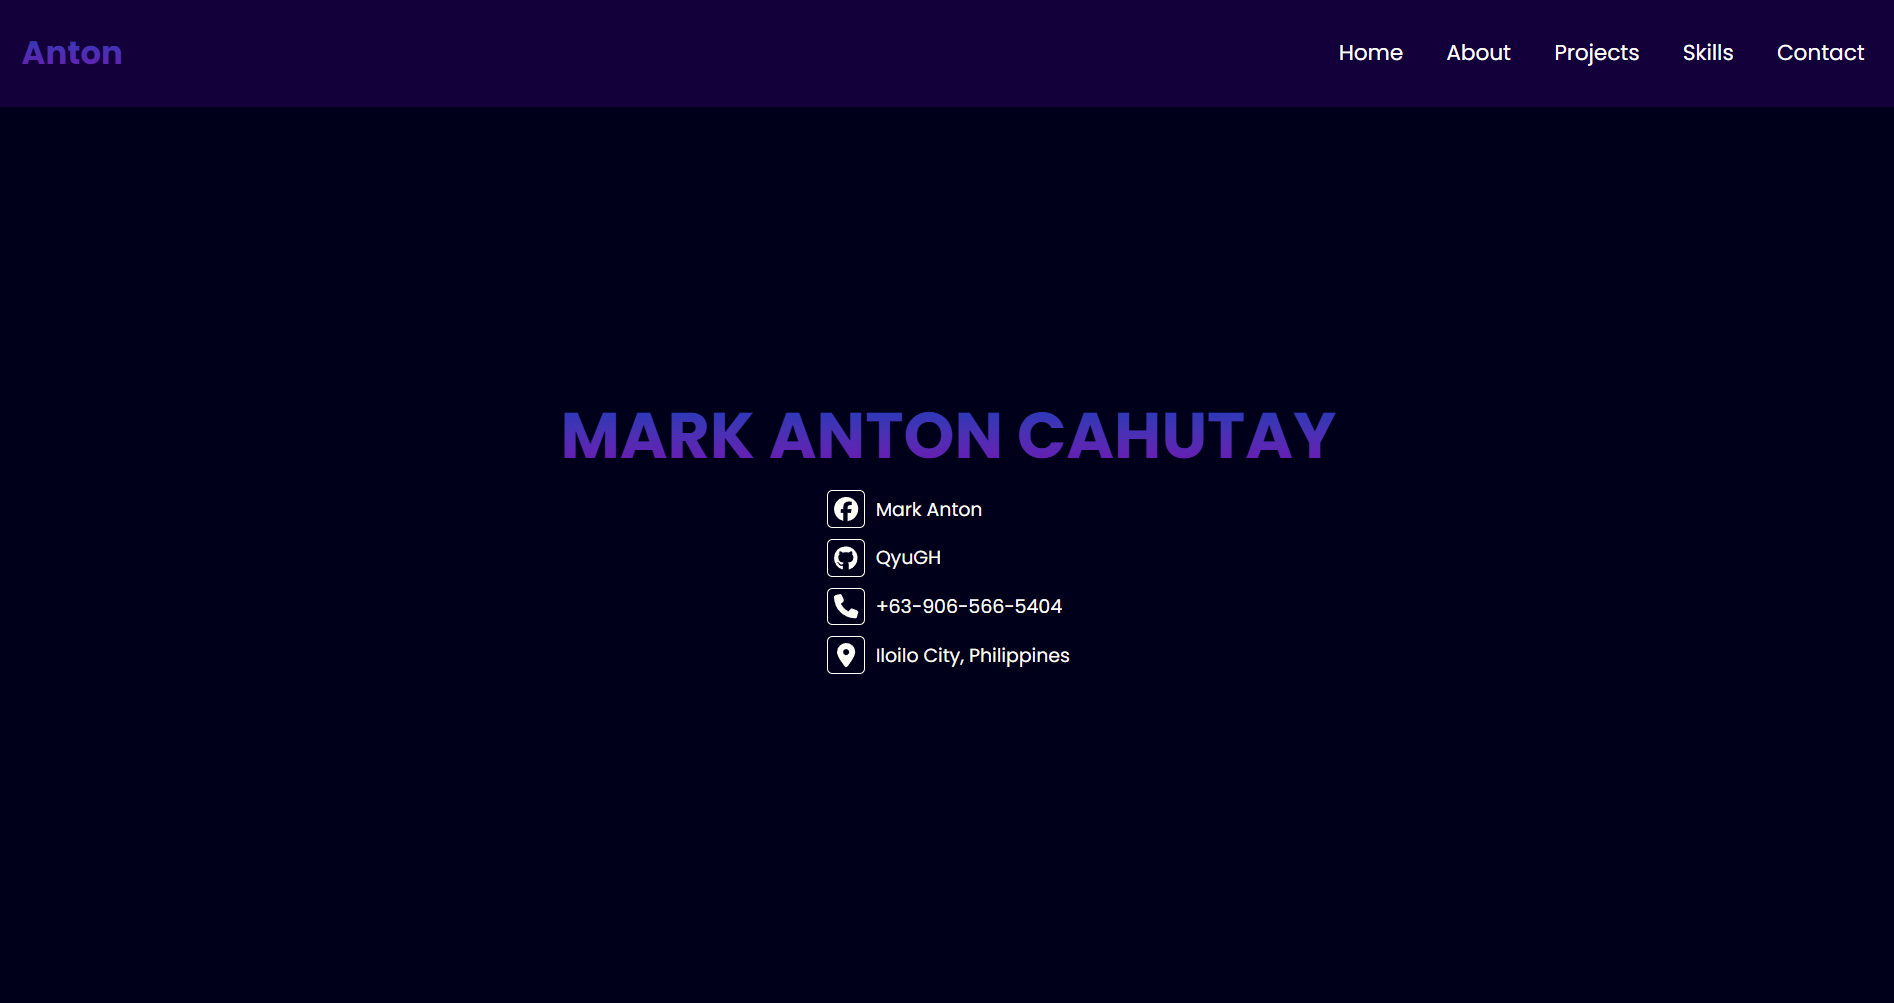 Anton
Home About Projects Skills Contact
MARK ANTON CAHUTAY
Mark Anton
QyuGH
+63-906-566-5404
Iloilo City, Philippines